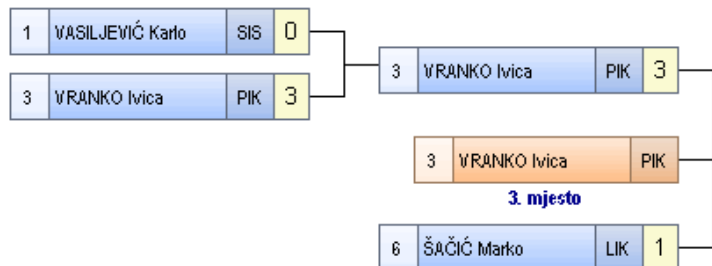 1 VASILJEVIĆ Karlo SIS 0
3 VRANKO Ivica PIK 3
3 VRANKO Ivica PIK 3
3 VRANKO Ivica PIK
3. mjesto
6 ŠAČIĆ Marko LIK 1